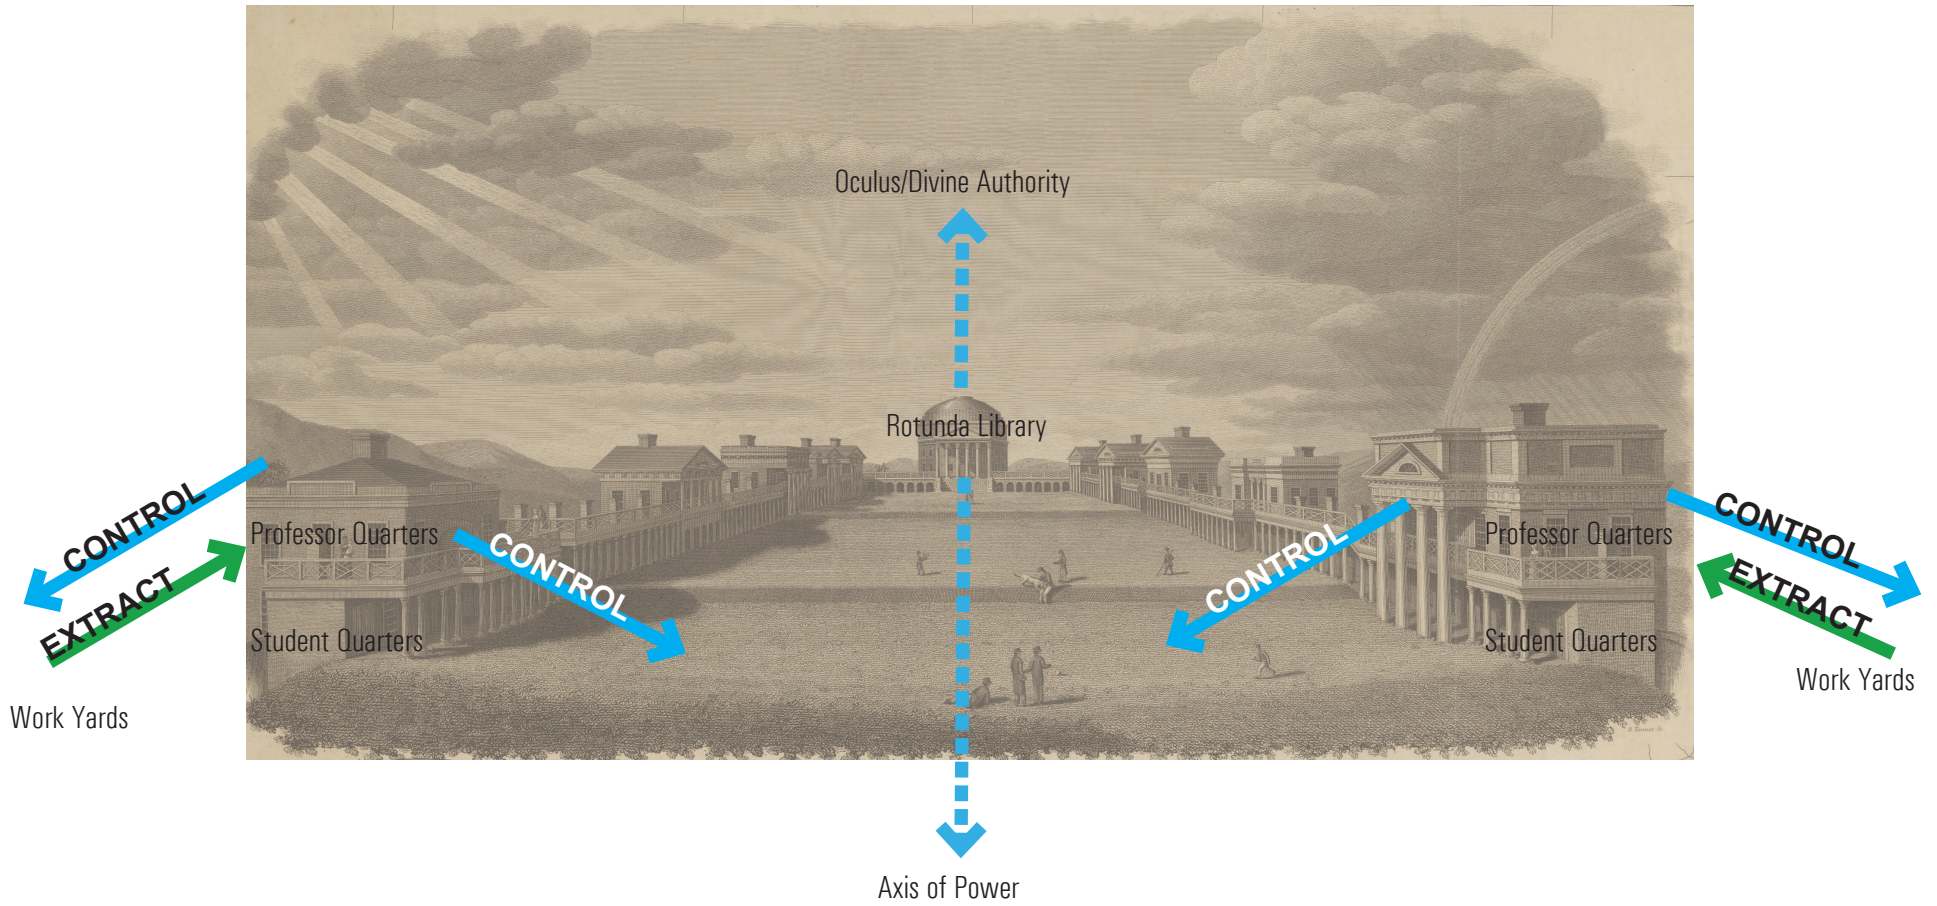 Oculus/Divine Authority
Rotunda Library
CONTROL
EXTRACT
Professor Quarters
CONTROL
Student Quarters
Work Yards
CONTROL
Professor Quarters
Student Quarters
CONTROL
EXTRACT
Work Yards
Axis of Power